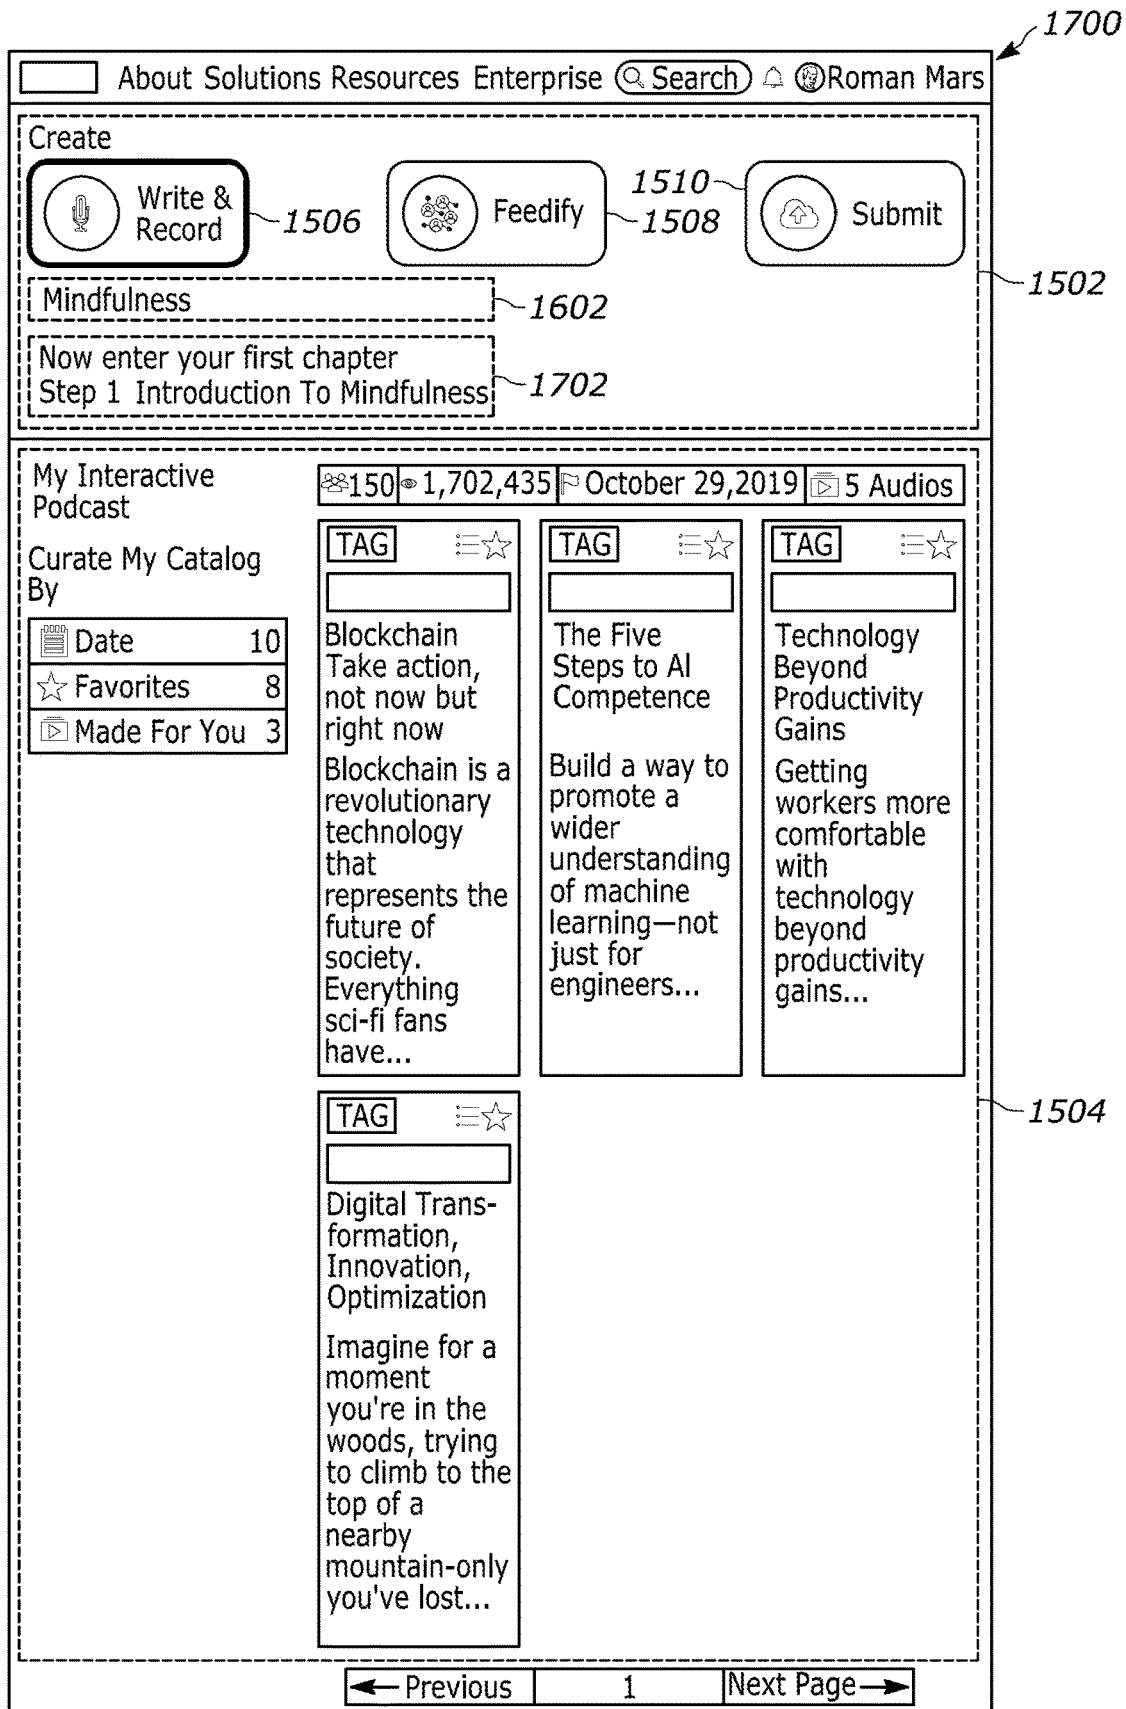 1700
About Solutions Resources Enterprise Search Roman Mars
Create
Write &
Record
1506
Feedify
1508
1510
Submit
1502
Mindfulness
1602
Now enter your first chapter
Step 1 Introduction To Mindfulness
1702
My Interactive
Podcast
150 1,702,435 October 29,2019 5 Audios
Curate My Catalog
By
Date 10
Favorites 8
Made For You 3
TAG
Blockchain
Take action,
not now but
right now
Blockchain is a
revolutionary
technology
that
represents the
future of
society.
Everything
sci-fi fans
have...
TAG
The Five
Steps to AI
Competence
Build a way to
promote a
wider
understanding
of machine
learning—not
just for
engineers...
TAG
Technology
Beyond
Productivity
Gains
Getting
workers more
comfortable
with
technology
beyond
productivity
gains...
1504
TAG
Digital Trans-
formation,
Innovation,
Optimization
Imagine for a
moment
you're in the
woods, trying
to climb to the
top of a
nearby
mountain-only
you've lost...
Previous 1 Next Page